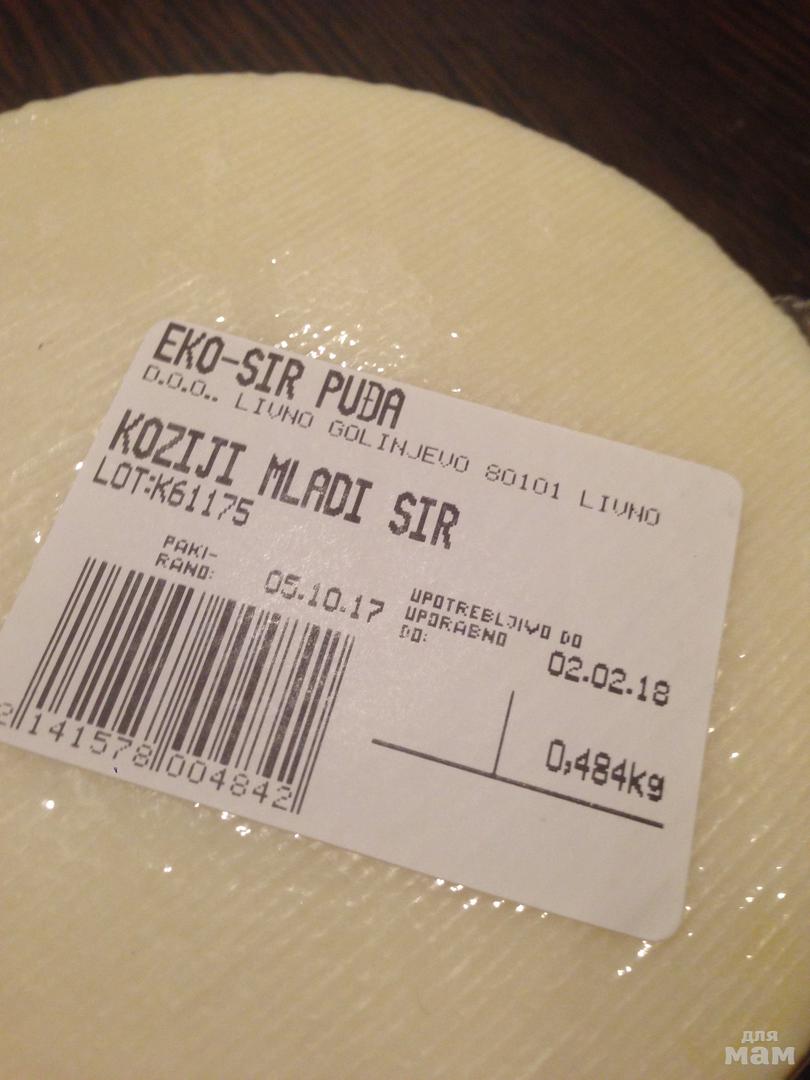 EKO-SIR PUĐA
D.O.O.. LIVNO GOLINJEVO 80101 LIVNO
KOZIJI MLADI SIR
LOT:K61175
PAKI-
RANO:
05.10.17
UPOTREBLJIVO DO
UPORABNO
DO:
02.02.18
0,484kg
2 141578 004842
для
мам